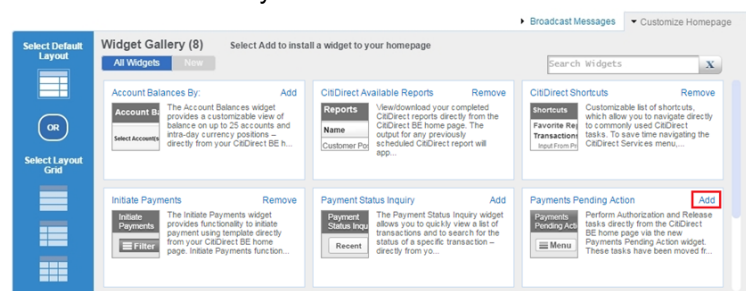 Broadcast Messages
Customize Homepage
Select Default
Layout
OR
Select Layout
Grid
Widget Gallery (8)
Select Add to install a widget to your homepage
All Widgets
New
Search Widgets
X
Account Balances By:
Add
Account Ba
Select Account(s
The Account Balances widget
provides a customizable view of
balance on up to 25 accounts and
intra-day currency positions –
directly from your CitiDirect BE h...
CitiDirect Available Reports
Remove
Reports
Name
Customer Po
View/download your completed
CitiDirect reports directly from the
CitiDirect BE home page. The
output for any previously
scheduled CitiDirect report will
app...
CitiDirect Shortcuts
Remove
Shortcuts
Favorite Rep
Transactions
Input From Pr
Customizable list of shortcuts,
which allow you to navigate directly
to commonly used CitiDirect
tasks. To save time navigating the
CitiDirect Services menu,...
Initiate Payments
Remove
Initiate
Payments
Filter
The Initiate Payments widget
provides functionality to initiate
payment using template directly
from your CitiDirect BE home
page. Initiate Payments function...
Payment Status Inquiry
Add
Payment
Status Inqu
Recent
The Payment Status Inquiry widget
allows you to quickly view a list of
transactions and to search for the
status of a specific transaction –
directly from yo...
Payments Pending Action
Add
Payments
Pending Acti
Menu
Perform Authorization and Release
tasks directly from the CitiDirect
BE home page via the new
Payments Pending Action widget.
These tasks have been moved fr...